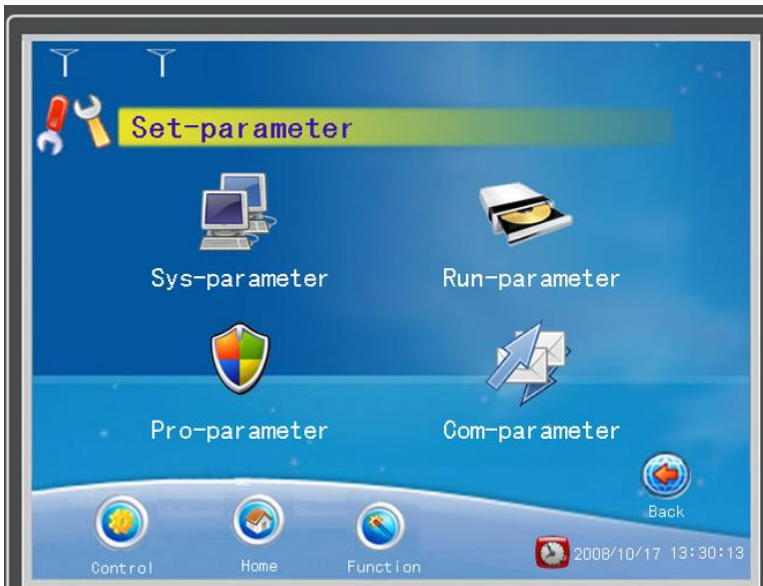 Set-parameter
Sys-parameter
Run-parameter
Pro-parameter
Com-parameter
Back
Control
Home
Function
2008/10/17 13:30:13